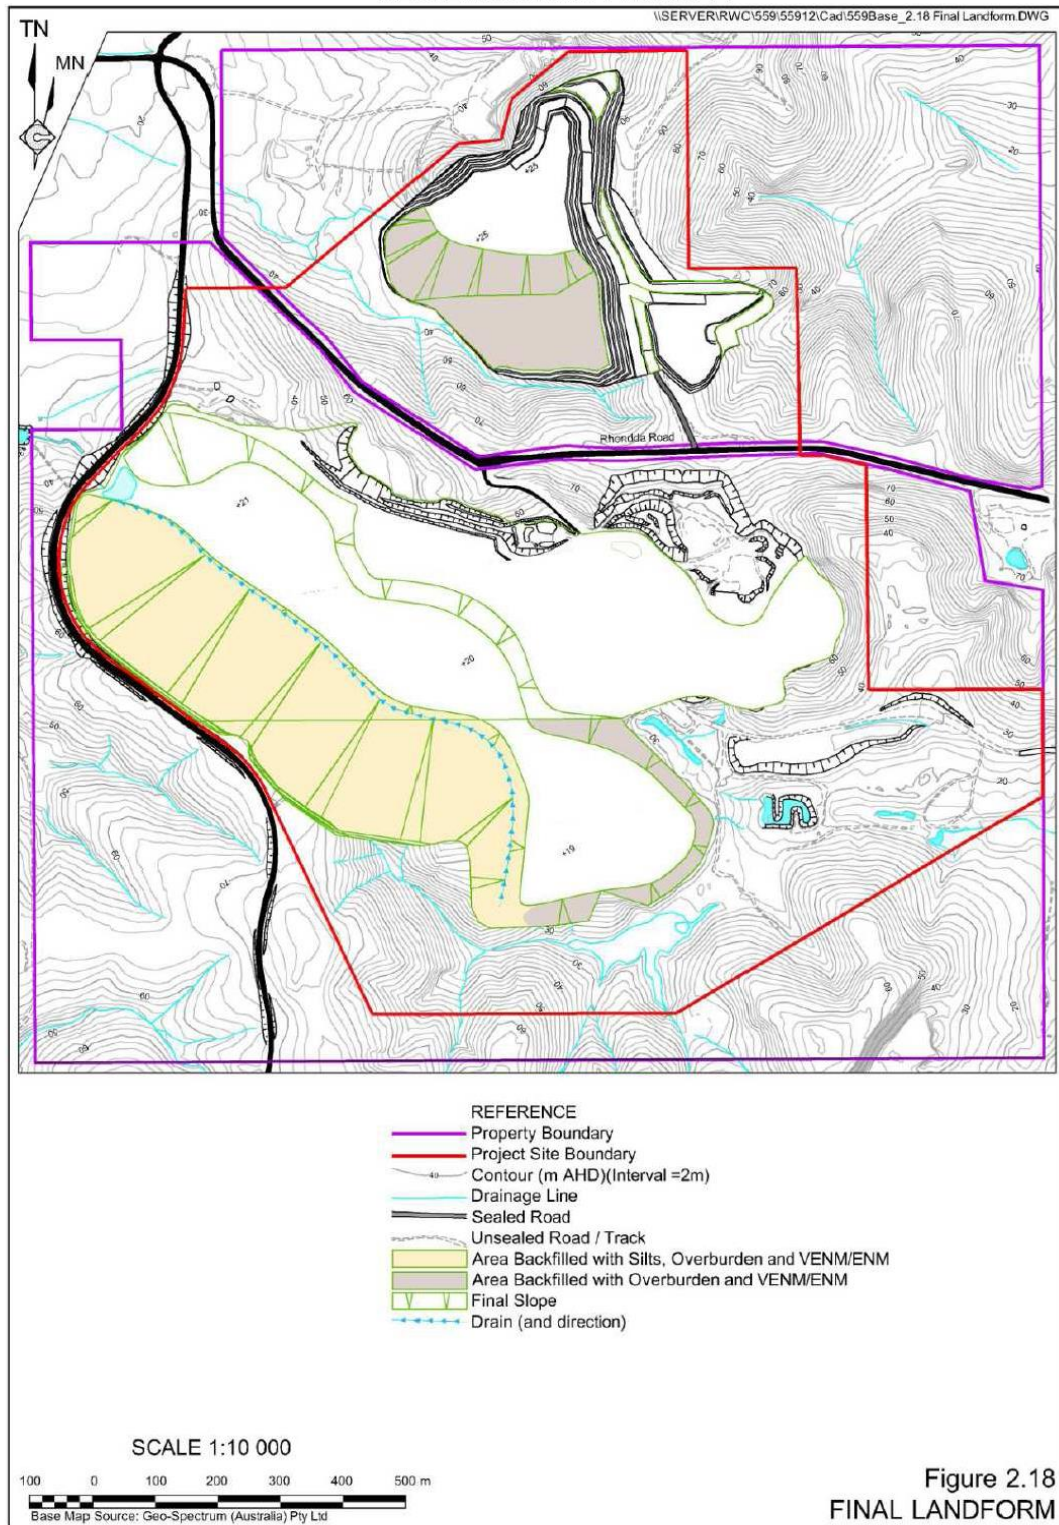 \\SERVER\RWC\559\55912\Cad\559Base_2.18 Final Landform.DWG
TN
MN
+25
+25
Rhondda Road
+21
+20
+19
REFERENCE
Property Boundary
Project Site Boundary
40
Contour (m AHD)(Interval =2m)
Drainage Line
Sealed Road
Unsealed Road / Track
Area Backfilled with Silts, Overburden and VENM/ENM
Area Backfilled with Overburden and VENM/ENM
Final Slope
Drain (and direction)
SCALE 1:10 000
100 0 100 200 300 400 500 m
Base Map Source: Geo-Spectrum (Australia) Pty Ltd
Figure 2.18
FINAL LANDFORM